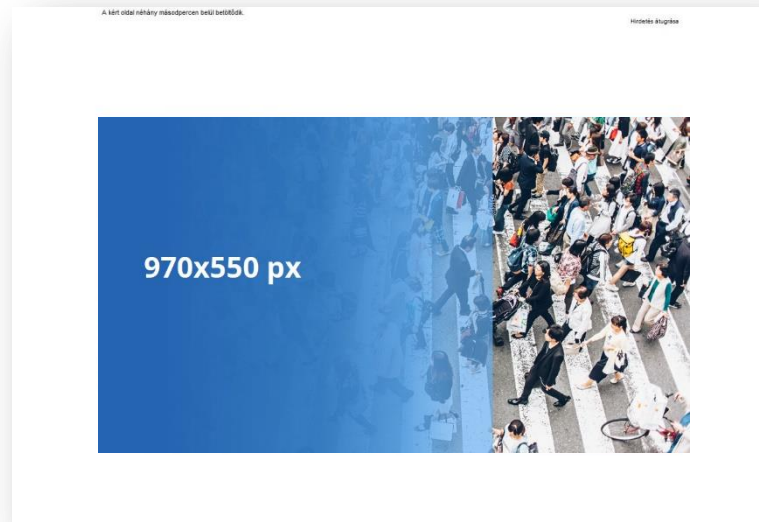 A kért oldal néhány másodpercen belül betöltődik.
Hirdetés átugrása
970x550 px